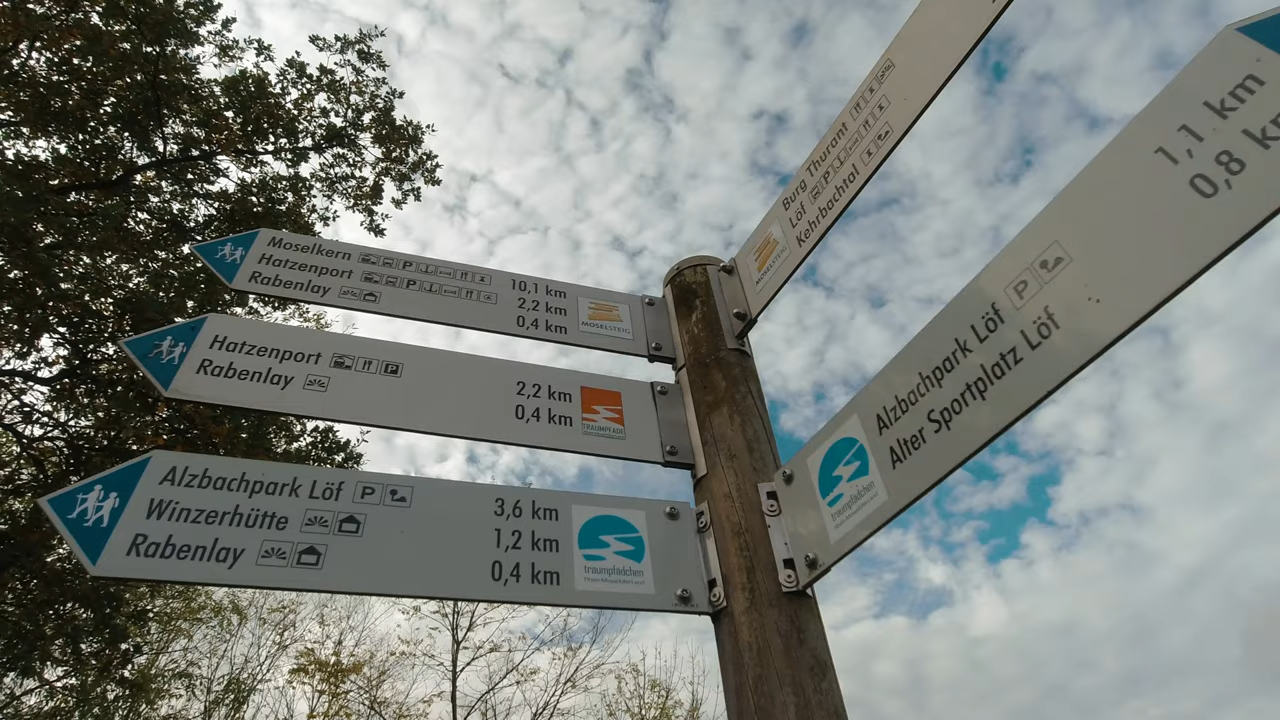 Moselkern P 10,1 km
Hatzenport P 2,2 km
Rabenlay 0,4 km
MOSELSTEIG
Hatzenport P 2,2 km
Rabenlay 0,4 km
TRAUMPFADE
Alzbachpark Löf P 3,6 km
Winzerhütte 1,2 km
Rabenlay 0,4 km
traumpfädchen
Burg Thurant
Löf P
Kehrbachtal
MOSELSTEIG
Alzbachpark Löf P 1,1 km
Alter Sportplatz Löf 0,8 km
traumpfädchen